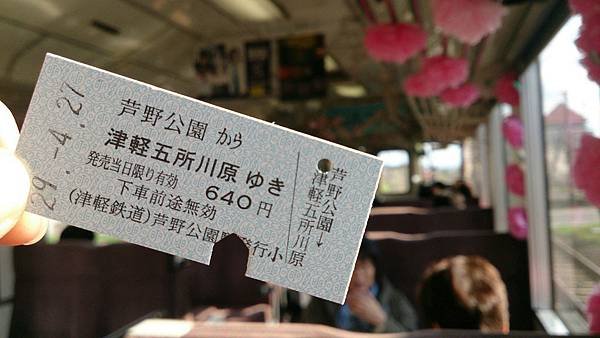 29.-4.27
芦野公園 から
津軽五所川原 ゆき
発売当日限り有効 640円
下車前途無効
(津軽鉄道)芦野公園 発行 小
芦野公園→
津軽五所川原